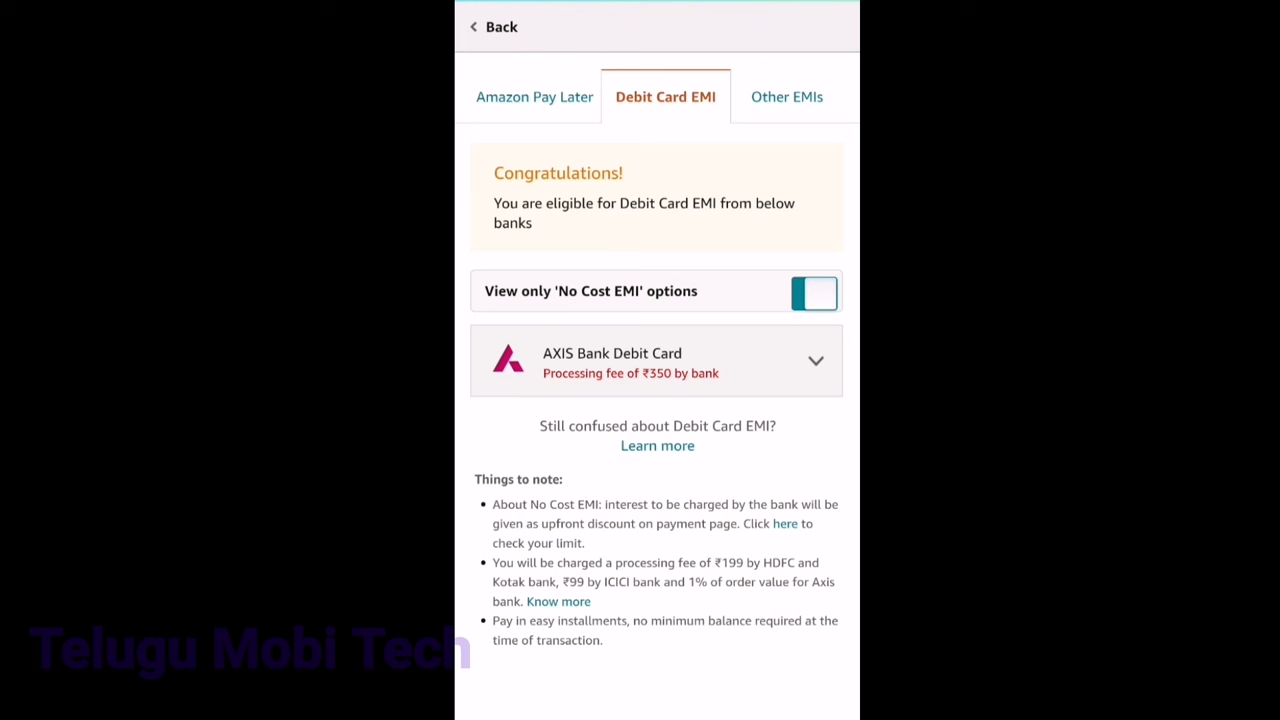 Back
Amazon Pay Later
Debit Card EMI
Other EMIs
Congratulations!
You are eligible for Debit Card EMI from below
banks
View only 'No Cost EMI' options
AXIS Bank Debit Card
Processing fee of ₹350 by bank
Still confused about Debit Card EMI?
Learn more
Things to note:
About No Cost EMI: interest to be charged by the bank will be
given as upfront discount on payment page. Click here to
check your limit.
You will be charged a processing fee of ₹199 by HDFC and
Kotak bank, ₹99 by ICICI bank and 1% of order value for Axis
bank. Know more
Pay in easy installments, no minimum balance required at the
time of transaction.
Telugu Mobi Tech